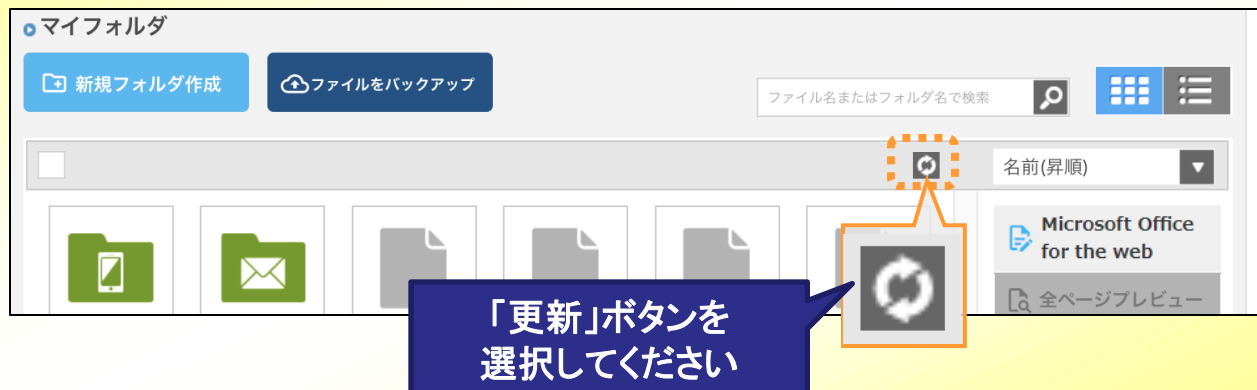 マイフォルダ
新規フォルダ作成
ファイルをバックアップ
ファイル名またはフォルダ名で検索
名前(昇順)
Microsoft Office
for the web
全ページプレビュー
「更新」ボタンを
選択してください